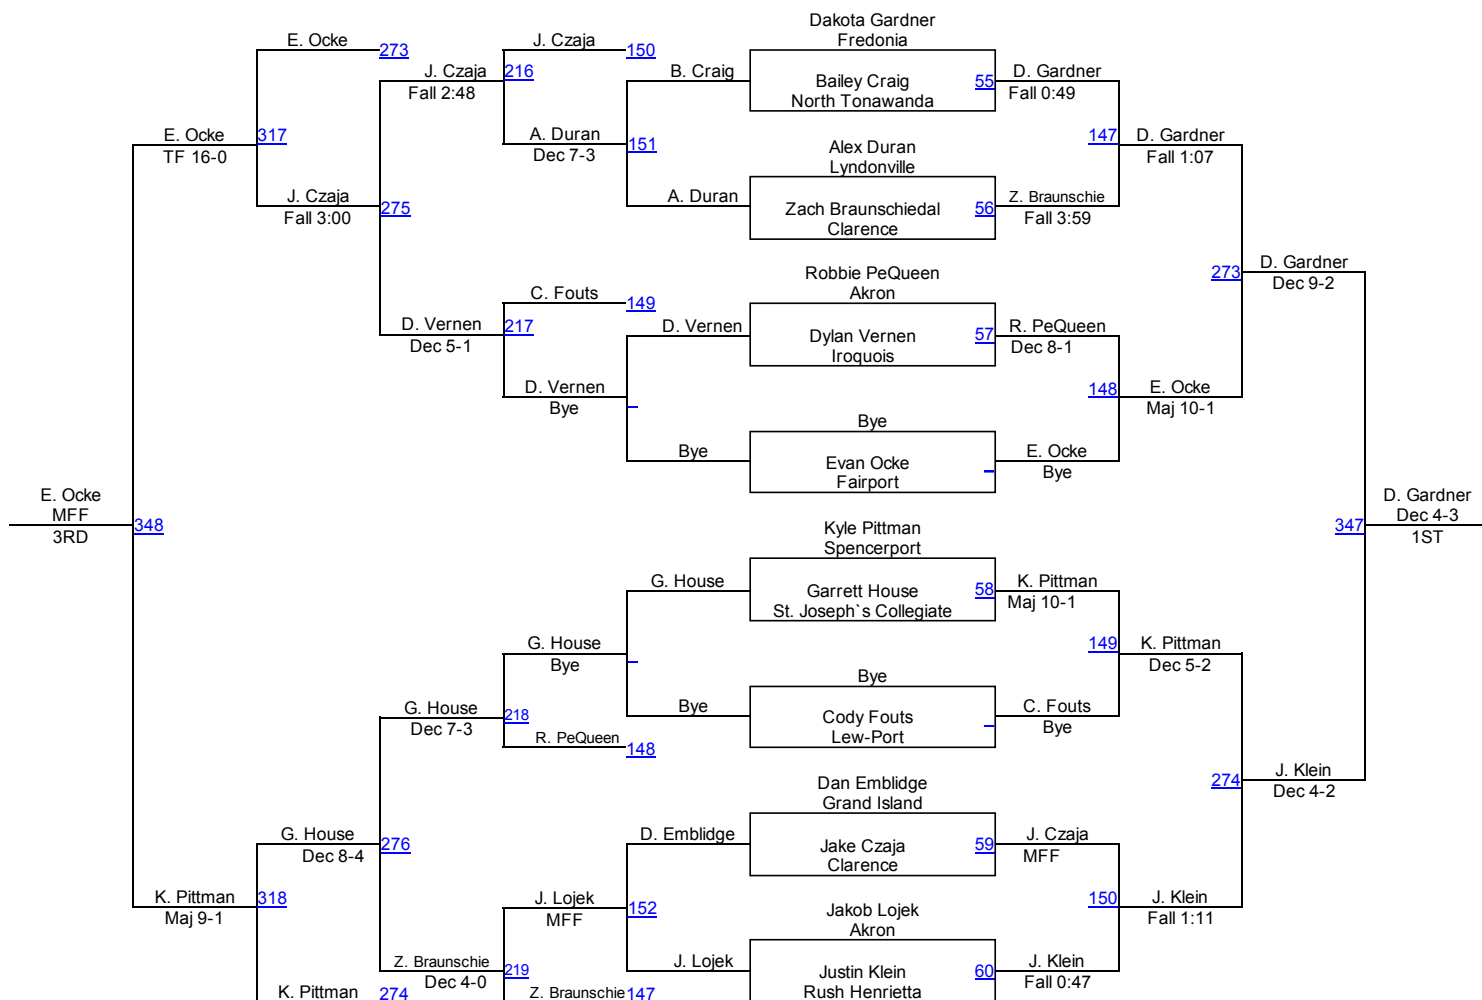 Dakota Gardner
Fredonia
E. Ocke
273
J. Czaja
150
J. Czaja
216
B. Craig
Bailey Craig
55
D. Gardner
Fall 2:48
North Tonawanda
Fall 0:49
E. Ocke
317
A. Duran
151
147
D. Gardner
TF 16-0
Dec 7-3
Alex Duran
Fall 1:07
Lyndonville
J. Czaja
275
A. Duran
Zach Braunschiedal
56
Z. Braunschie
Fall 3:00
Clarence
Fall 3:59
Robbie PeQueen
273
D. Gardner
C. Fouts
149
Akron
Dec 9-2
D. Vernen
217
D. Vernen
Dylan Vernen
57
R. PeQueen
Dec 5-1
Iroquois
Dec 8-1
D. Vernen
148
E. Ocke
Bye
Maj 10-1
Bye
Bye
Evan Ocke
E. Ocke
Fairport
Bye
E. Ocke
D. Gardner
MFF
348
347
Dec 4-3
3RD
1ST
Kyle Pittman
Spencerport
G. House
Garrett House
58
K. Pittman
St. Joseph`s Collegiate
Maj 10-1
G. House
149
K. Pittman
Bye
Dec 5-2
Bye
G. House
218
Bye
Cody Fouts
C. Fouts
Dec 7-3
Lew-Port
Bye
R. PeQueen
148
274
J. Klein
Dan Emblidge
Dec 4-2
Grand Island
G. House
276
D. Emblidge
Jake Czaja
59
J. Czaja
Dec 8-4
Clarence
MFF
K. Pittman
318
J. Lojek
152
150
J. Klein
Maj 9-1
MFF
Jakob Lojek
Fall 1:11
Akron
Z. Braunschie
219
J. Lojek
Justin Klein
60
J. Klein
Dec 4-0
Rush Henrietta
Fall 0:47
K. Pittman
274
Z. Braunschie
147